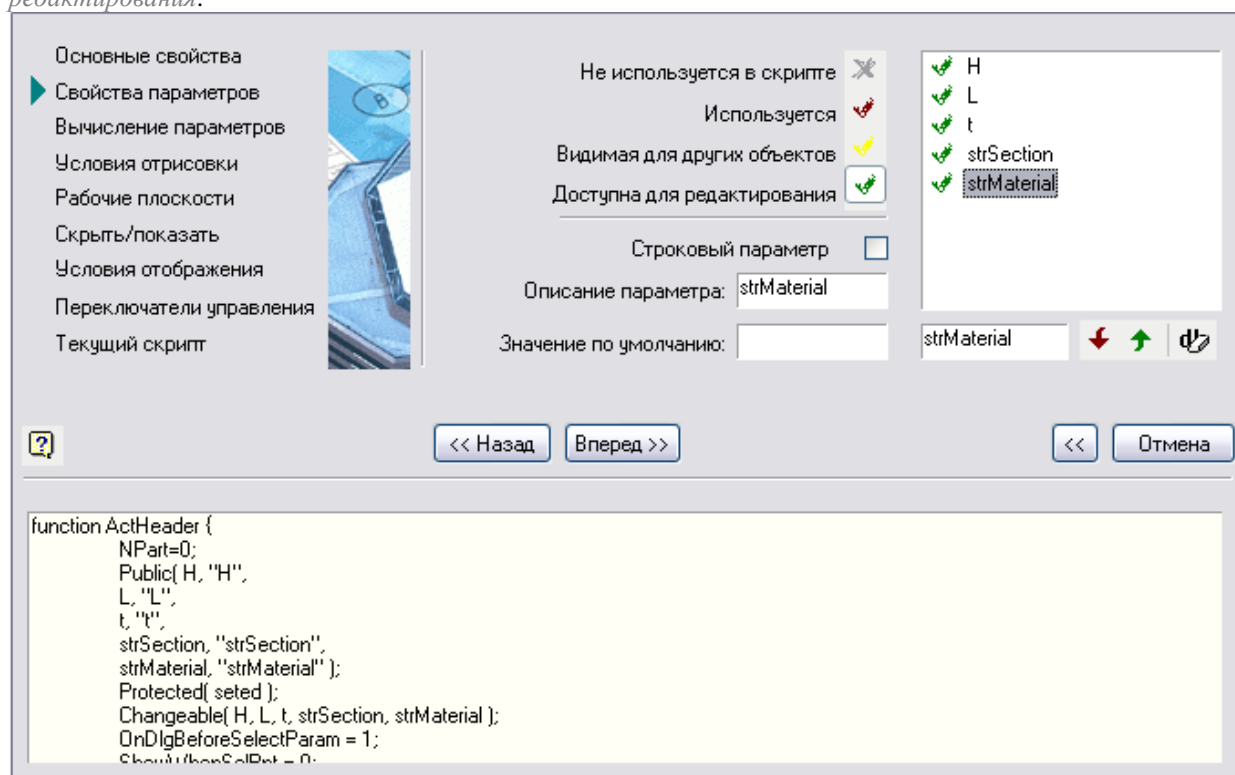 редактирования.
Основные свойства
Свойства параметров
Вычисление параметров
Условия отрисовки
Рабочие плоскости
Скрыть/показать
Условия отображения
Переключатели управления
Текущий скрипт
B
Не используется в скрипте
Используется
Видимая для других объектов
Доступна для редактирования
Строковый параметр
Описание параметра: strMaterial
Значение по умолчанию:
H
L
t
strSection
strMaterial
strMaterial
<< Назад
Вперед >>
<<
Отмена
function ActHeader {
NPart=0;
Public( H, "H",
L, "L",
t, "t",
strSection, "strSection",
strMaterial, "strMaterial" );
Protected( seted );
Changeable( H, L, t, strSection, strMaterial );
OnDlgBeforeSelectParam = 1;
ShowWhenSelPnt = 0;